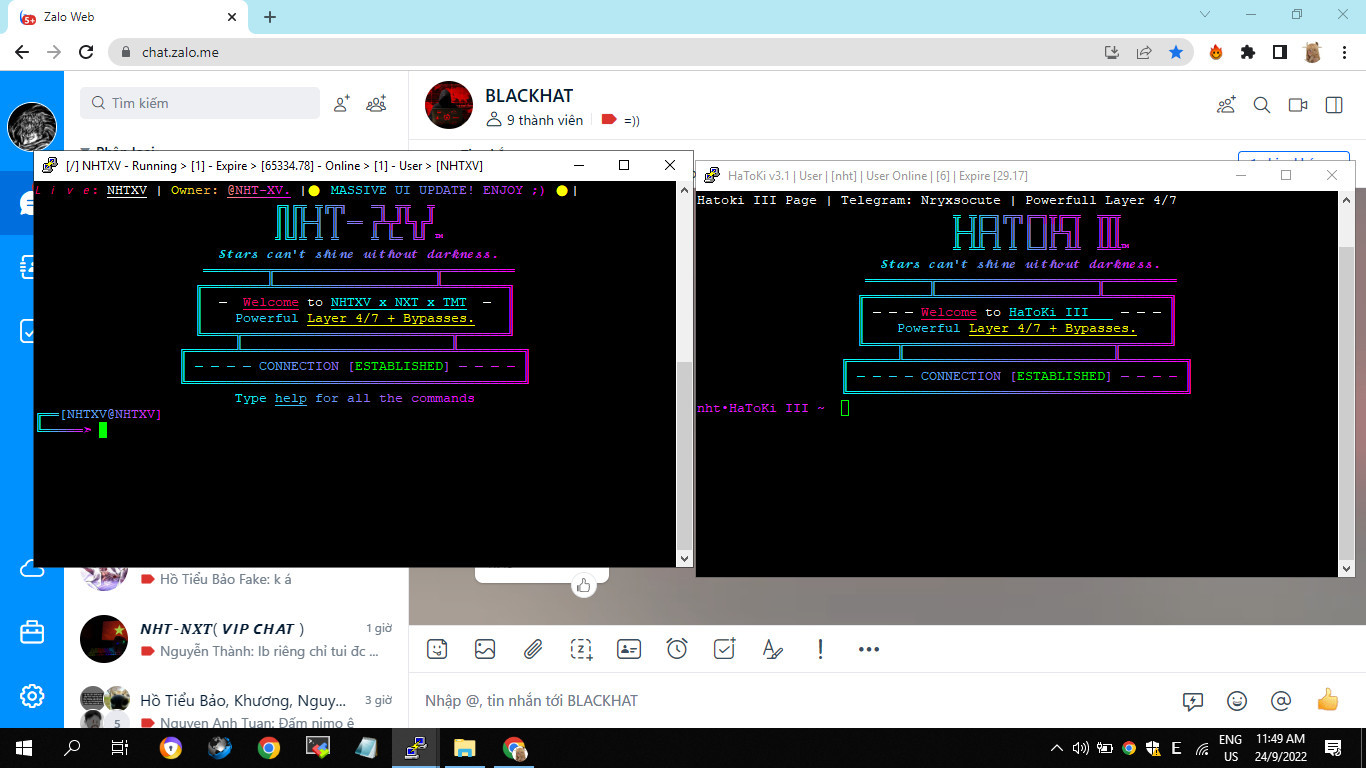 Zalo Web
chat.zalo.me
5+
Tìm kiếm
BLACKHAT
9 thành viên
=))
[/] NHTXV - Running > [1] - Expire > [65334.78] - Online > [1] - User > [NHTXV]
Live: NHTXV | Owner: @NHT-XV. | MASSIVE UI UPDATE! ENJOY ;) |
NHT-XV™
Stars can't shine without darkness.
— Welcome to NHTXV x NXT x TMT —
Powerful Layer 4/7 + Bypasses.
- - - - CONNECTION [ESTABLISHED] - - - -
Type help for all the commands
[NHTXV@NHTXV]
HaToKi v3.1 | User | [nht] | User Online | [6] | Expire [29.17]
Hatoki III Page | Telegram: Nryxsocute | Powerfull Layer 4/7
HATOKI III™
Stars can't shine without darkness.
- - - Welcome to HaToKi III - - -
Powerful Layer 4/7 + Bypasses.
- - - - CONNECTION [ESTABLISHED] - - - -
nht•HaToKi III ~
Hồ Tiểu Bảo Fake: k á
NHT-NXT( VIP CHAT )
1 giờ
Nguyễn Thành: Ib riêng chỉ tui đc ...
Hồ Tiểu Bảo, Khương, Nguy...
3 giờ
5
Nguyen Anh Tuan: Đấm nimo ê
Nhập @, tin nhắn tới BLACKHAT
E
ENG
US
11:49 AM
24/9/2022